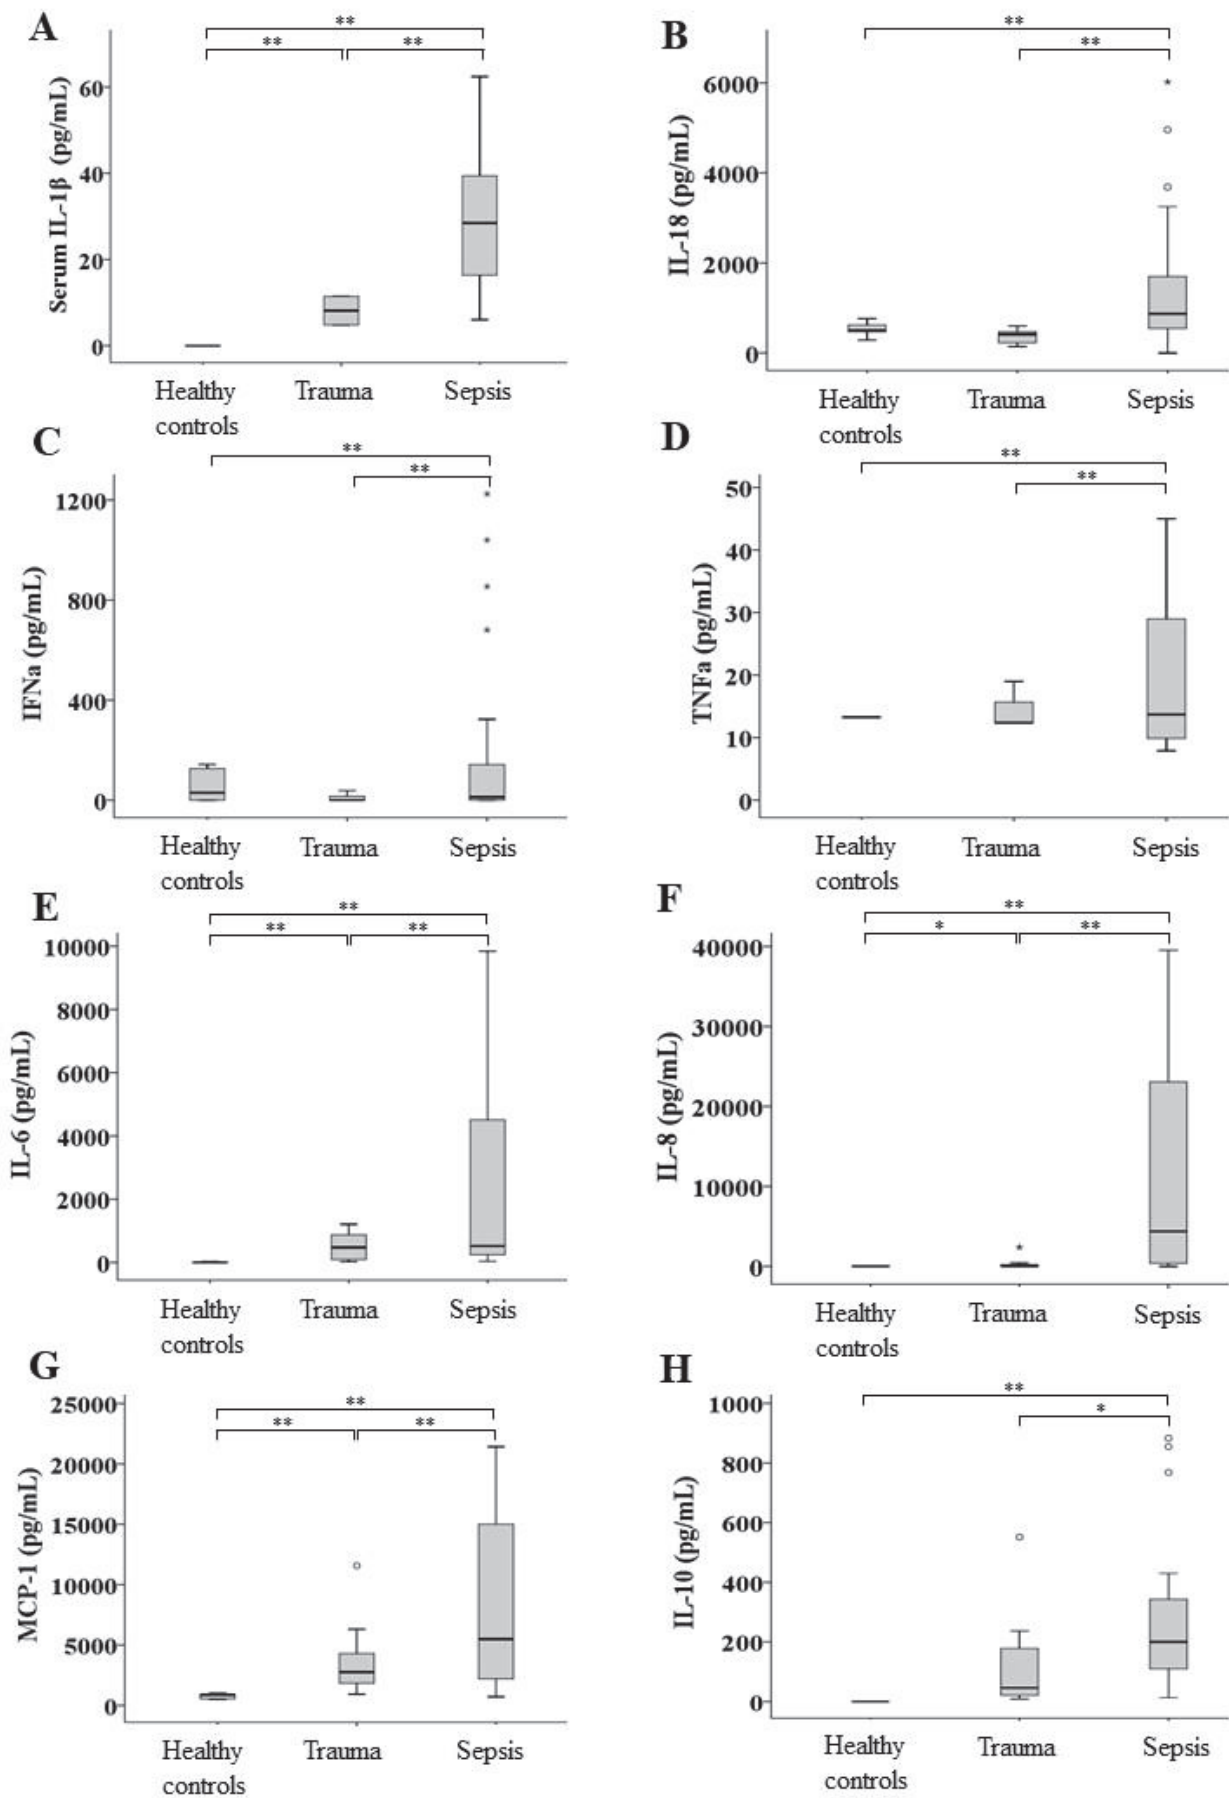 A
**
**
**
Serum IL-1β (pg/mL)
60
40
20
0
Healthy
controls
Trauma
Sepsis
B
**
**
IL-18 (pg/mL)
6000
4000
2000
0
Healthy
controls
Trauma
Sepsis
C
**
**
IFNa (pg/mL)
1200
800
400
0
Healthy
controls
Trauma
Sepsis
D
**
**
TNFa (pg/mL)
50
40
30
20
10
0
Healthy
controls
Trauma
Sepsis
E
**
**
**
IL-6 (pg/mL)
10000
8000
6000
4000
2000
0
Healthy
controls
Trauma
Sepsis
F
**
*
**
IL-8 (pg/mL)
40000
30000
20000
10000
0
Healthy
controls
Trauma
Sepsis
G
**
**
**
MCP-1 (pg/mL)
25000
20000
15000
10000
5000
0
Healthy
controls
Trauma
Sepsis
H
**
*
IL-10 (pg/mL)
1000
800
600
400
200
0
Healthy
controls
Trauma
Sepsis